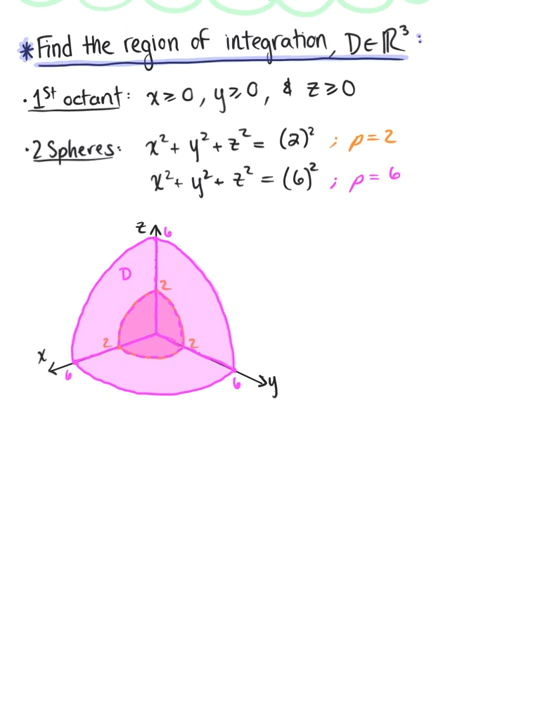 *Find the region of integration, D∈ℝ³:
·1st octant: x≥0, y≥0, & z≥0
·2 Spheres: x²+y²+z²=(2)² ; ρ=2
x²+y²+z²=(6)² ; ρ=6
z 6
D
2
2 2
x
6
6 y